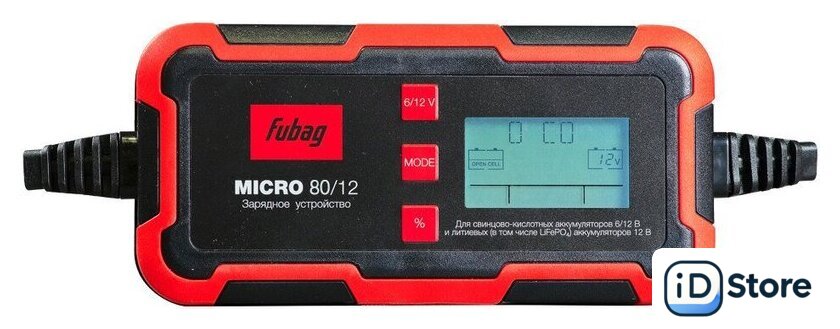 fubag
MICRO 80/12
Зарядное устройство
6/12 V
MODE
%
0 C0
OPEN CELL
12v
Для свинцово-кислотных аккумуляторов 6/12 В
и литиевых (в том числе LiFePO₄) аккумуляторов 12 В
iD Store